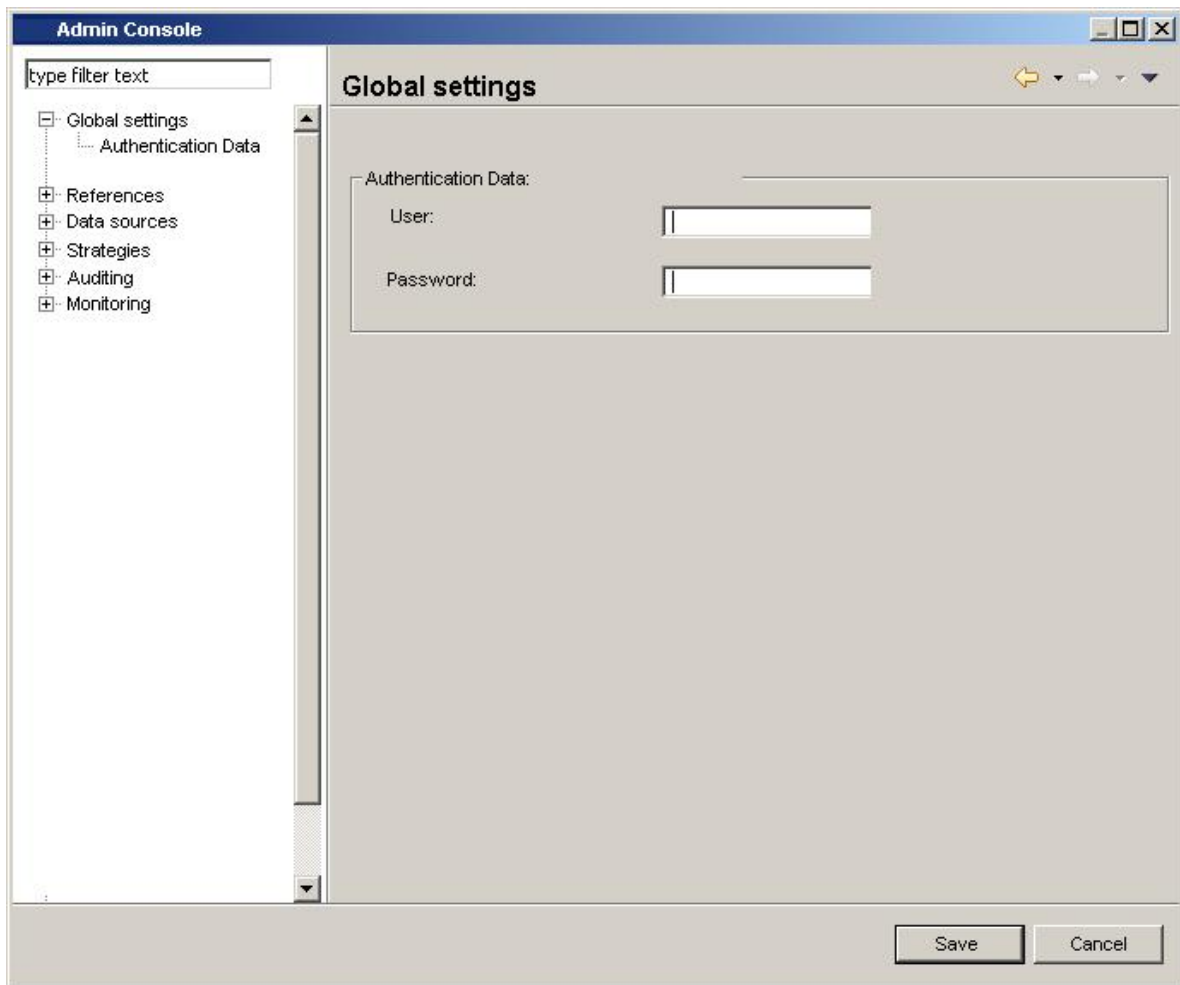 Admin Console
type filter text
Global settings
Authentication Data
References
Data sources
Strategies
Auditing
Monitoring
Global settings
Authentication Data:
User:
Password:
Save
Cancel